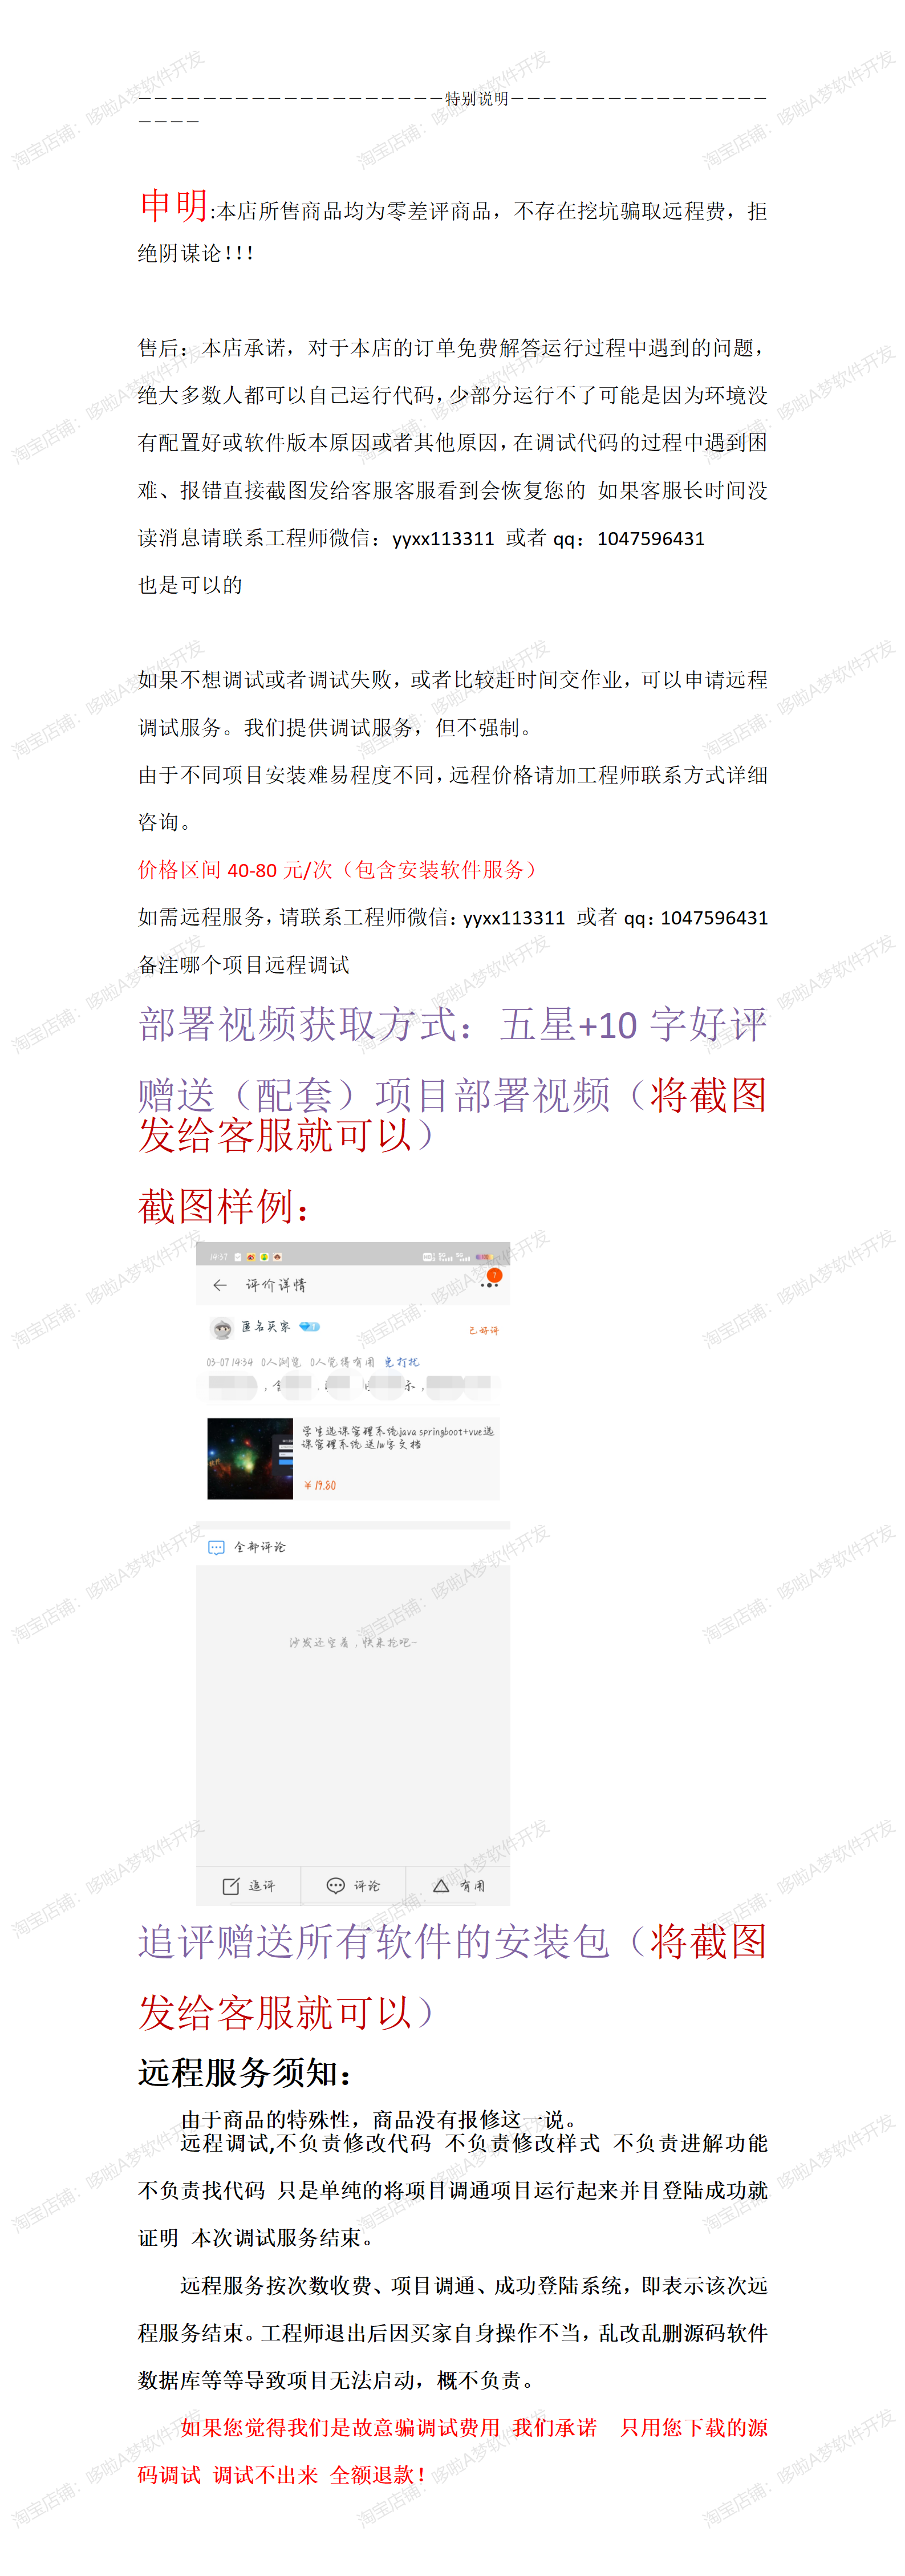 ———————————————————特别说明————————————————
————
申明:本店所售商品均为零差评商品，不存在挖坑骗取远程费，拒
绝阴谋论!!!
售后：本店承诺，对于本店的订单免费解答运行过程中遇到的问题，
绝大多数人都可以自己运行代码,少部分运行不了可能是因为环境没
有配置好或软件版本原因或者其他原因,在调试代码的过程中遇到困
难、报错直接截图发给客服客服看到会恢复您的 如果客服长时间没
读消息请联系工程师微信：yyxx113311 或者 qq：1047596431
也是可以的
如果不想调试或者调试失败，或者比较赶时间交作业，可以申请远程
调试服务。我们提供调试服务，但不强制。
由于不同项目安装难易程度不同,远程价格请加工程师联系方式详细
咨询。
价格区间 40-80 元/次（包含安装软件服务）
如需远程服务,请联系工程师微信：yyxx113311 或者 qq：1047596431
备注哪个项目远程调试
部署视频获取方式：五星+10 字好评
赠送（配套）项目部署视频（将截图
发给客服就可以）
截图样例：
14:37
评价详情
7
匿名买家
已好评
03-07 14:34 0人浏览 0人觉得有用 免打扰
示，
学生选课管理系统java springboot+vue选
课管理系统 送lw字文档
¥19.80
全部评论
沙发还空着，快来抢吧~
追评 评论 有用
追评赠送所有软件的安装包（将截图
发给客服就可以）
远程服务须知：
由于商品的特殊性，商品没有报修这一说。
远程调试,不负责修改代码 不负责修改样式 不负责进解功能
不负责找代码 只是单纯的将项目调通项目运行起来并目登陆成功就
证明 本次调试服务结束。
远程服务按次数收费、项目调通、成功登陆系统，即表示该次远
程服务结束。工程师退出后因买家自身操作不当，乱改乱删源码软件
数据库等等导致项目无法启动，概不负责。
如果您觉得我们是故意骗调试费用 我们承诺 只用您下载的源
码调试 调试不出来 全额退款！
淘宝店铺：哆啦A梦软件开发